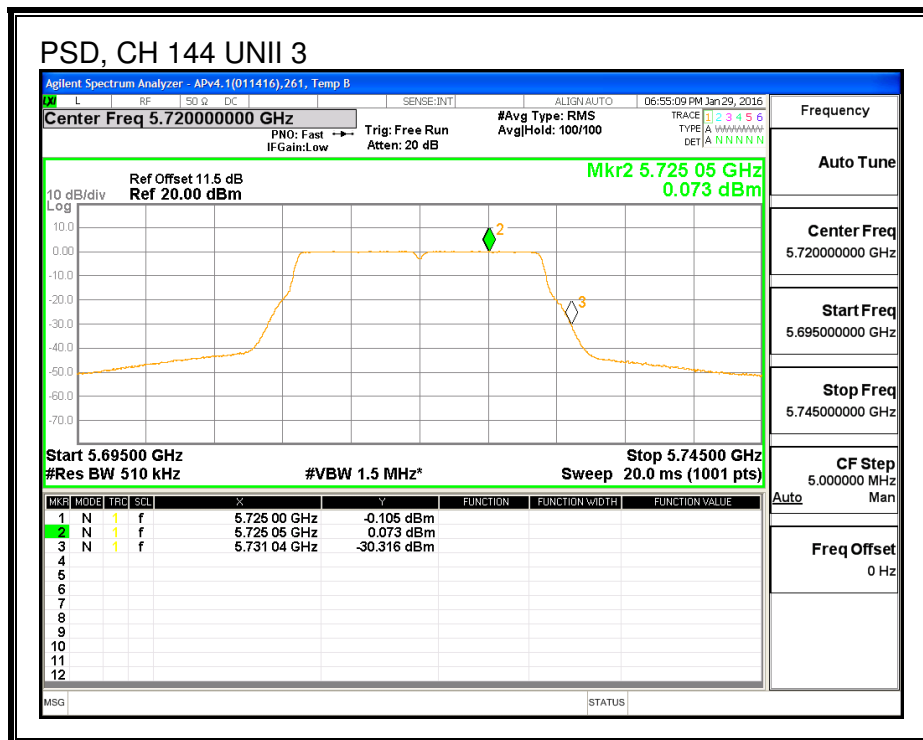 PSD, CH 144 UNII 3
Agilent Spectrum Analyzer - APv4.1(011416),261, Temp B
LXI L RF 50 Ω DC SENSE:INT ALIGN AUTO 06:55:09 PM Jan 29, 2016
Center Freq 5.720000000 GHz
PNO: Fast
IFGain:Low
Trig: Free Run
Atten: 20 dB
#Avg Type: RMS
Avg|Hold: 100/100
TRACE 1 2 3 4 5 6
TYPE A WWWWW
DET A N N N N N
Ref Offset 11.5 dB
10 dB/div Ref 20.00 dBm
Log
Mkr2 5.725 05 GHz
0.073 dBm
10.0
0.00
-10.0
-20.0
-30.0
-40.0
-50.0
-60.0
-70.0
2
3
Start 5.69500 GHz Stop 5.74500 GHz
#Res BW 510 kHz #VBW 1.5 MHz* Sweep 20.0 ms (1001 pts)
MKR MODE TRC SCL X Y FUNCTION FUNCTION WIDTH FUNCTION VALUE
1 N 1 f 5.725 00 GHz -0.105 dBm
2 N 1 f 5.725 05 GHz 0.073 dBm
3 N 1 f 5.731 04 GHz -30.316 dBm
4
5
6
7
8
9
10
11
12
MSG STATUS
Frequency
Auto Tune
Center Freq
5.720000000 GHz
Start Freq
5.695000000 GHz
Stop Freq
5.745000000 GHz
CF Step
5.000000 MHz
Auto Man
Freq Offset
0 Hz